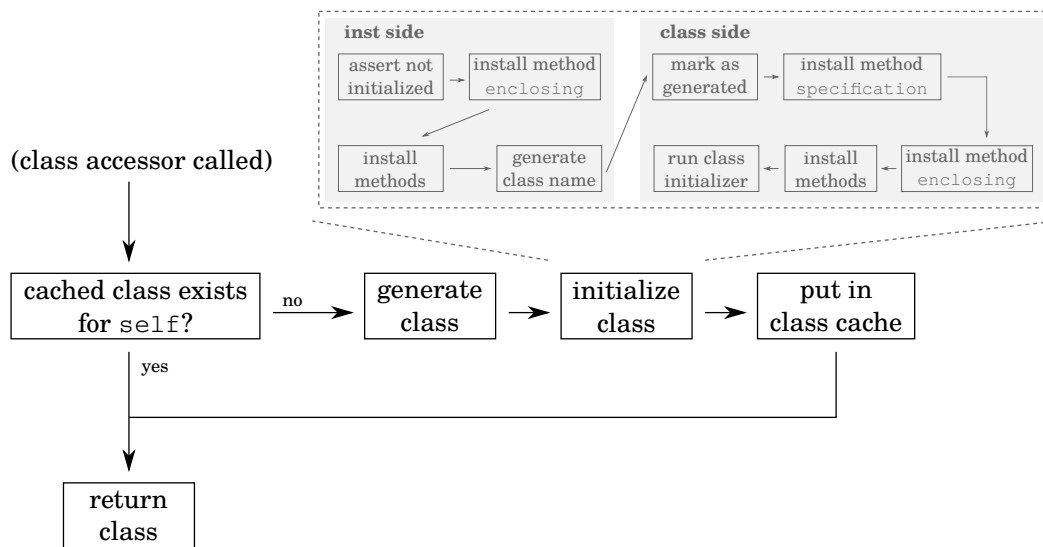 inst side
class side
assert not
initialized
install method
enclosing
mark as
generated
install method
specification
install
methods
generate
class name
run class
initializer
install
methods
install method
enclosing
(class accessor called)
cached class exists
for self?
no
generate
class
initialize
class
put in
class cache
yes
return
class